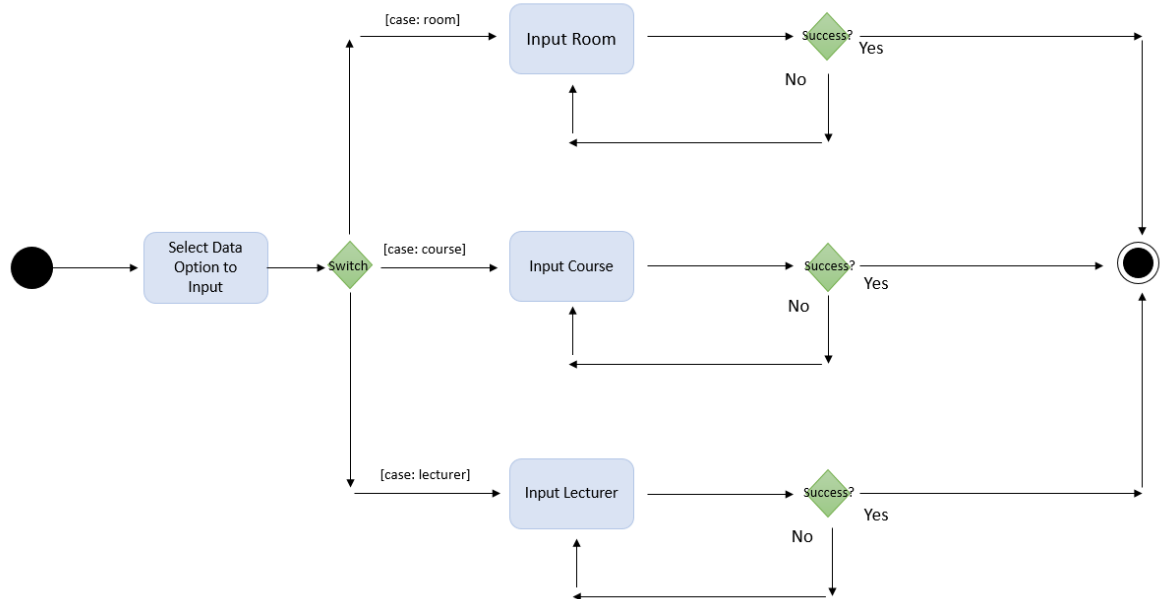 [case: room]
Input Room
Success?
Yes
No
Select Data
Option to
Input
Switch
[case: course]
Input Course
Success?
Yes
No
[case: lecturer]
Input Lecturer
Success?
Yes
No